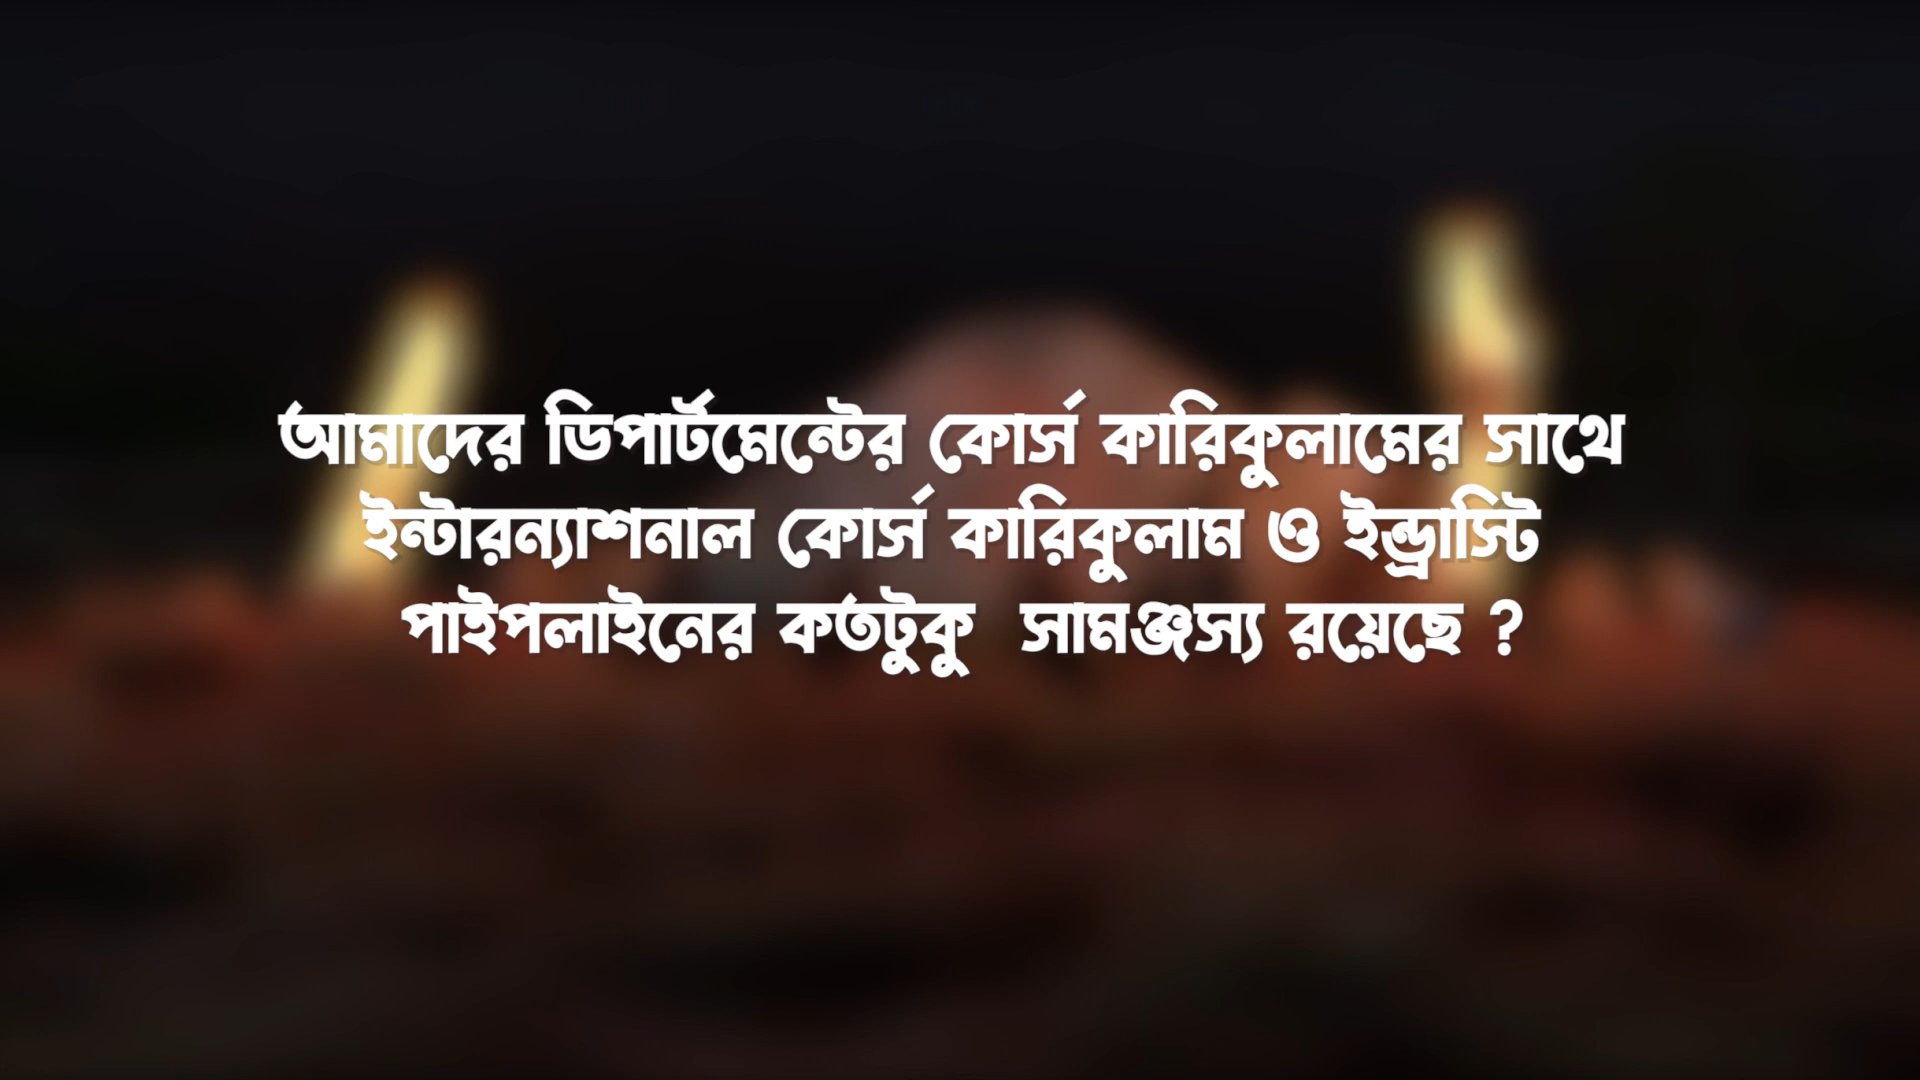 আমাদের ডিপার্টমেন্টের কোর্স কারিকুলামের সাথে
ইন্টারন্যাশনাল কোর্স কারিকুলাম ও ইন্ড্রাস্টি
পাইপলাইনের কতটুকু  সামঞ্জস্য রয়েছে ?